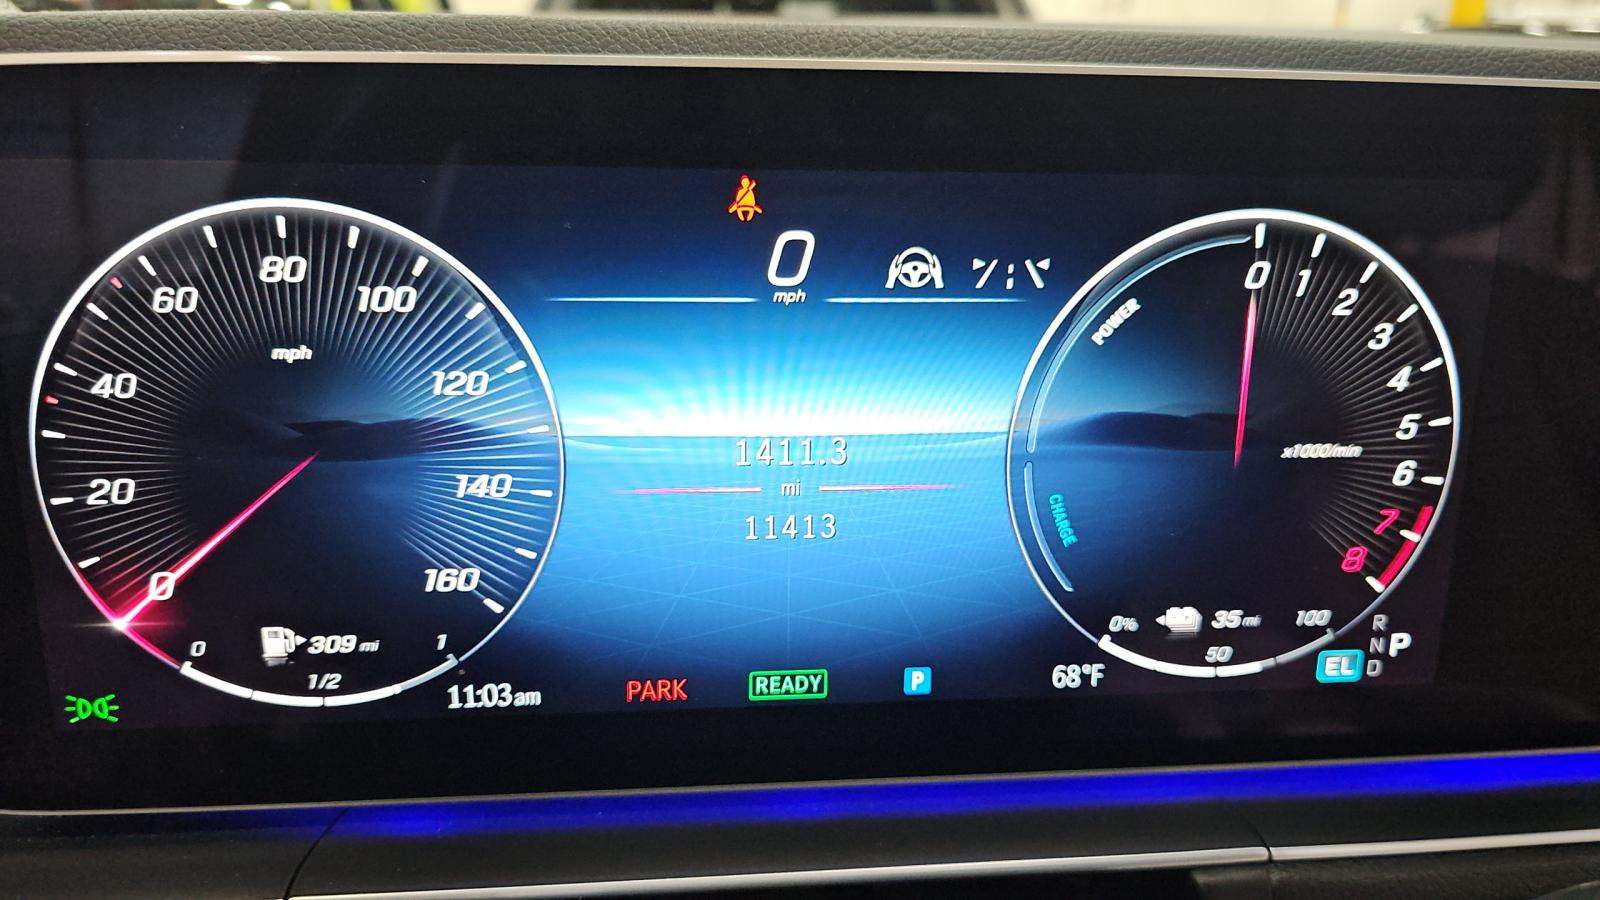 0
mph
80
60
100
mph
40
120
20
140
0
160
0
309 mi
1
1/2
11:03am
1411.3
mi
11413
PARK
READY
P
68°F
POWER
CHARGE
0
1
2
3
4
5
6
7
8
x1000/min
0%
35 mi
100
50
R
N P
EL D